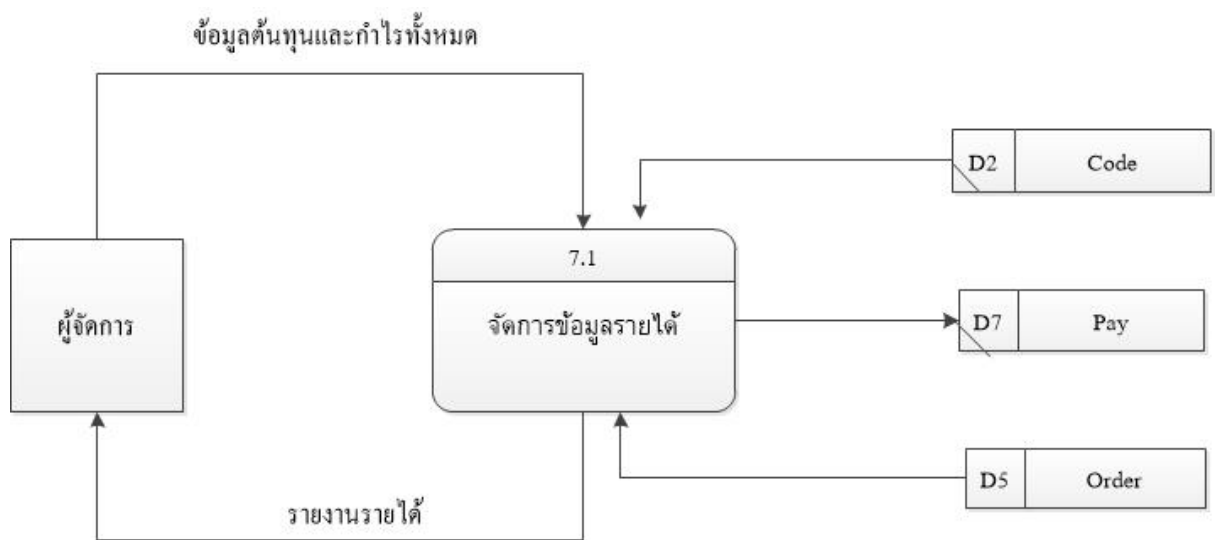 ข้อมูลต้นทุนและกำไรทั้งหมด
D2 Code
7.1
ผู้จัดการ
จัดการข้อมูลรายได้
D7 Pay
D5 Order
รายงานรายได้